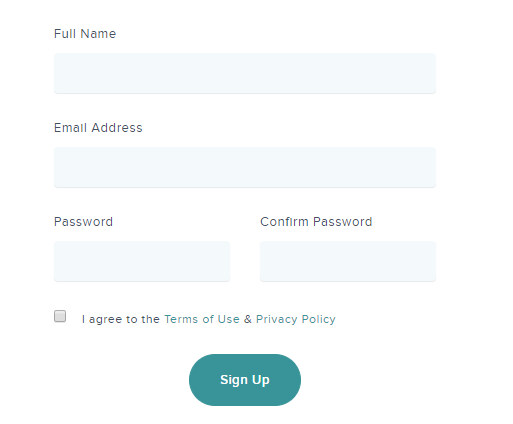 Full Name
Email Address
Password Confirm Password
I agree to the Terms of Use & Privacy Policy
Sign Up